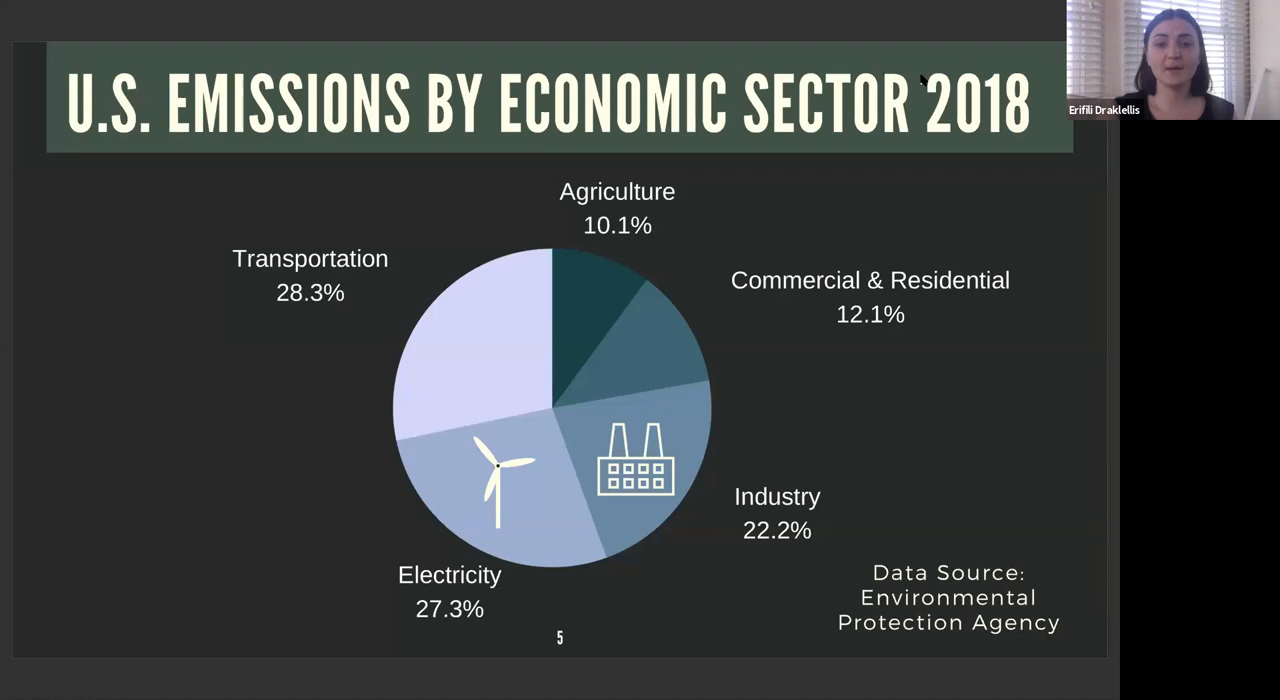 U.S. EMISSIONS BY ECONOMIC SECTOR 2018
Erifili Draklellis
Agriculture
10.1%
Transportation
28.3%
Commercial & Residential
12.1%
Industry
22.2%
Electricity
27.3%
Data Source:
Environmental
Protection Agency
5